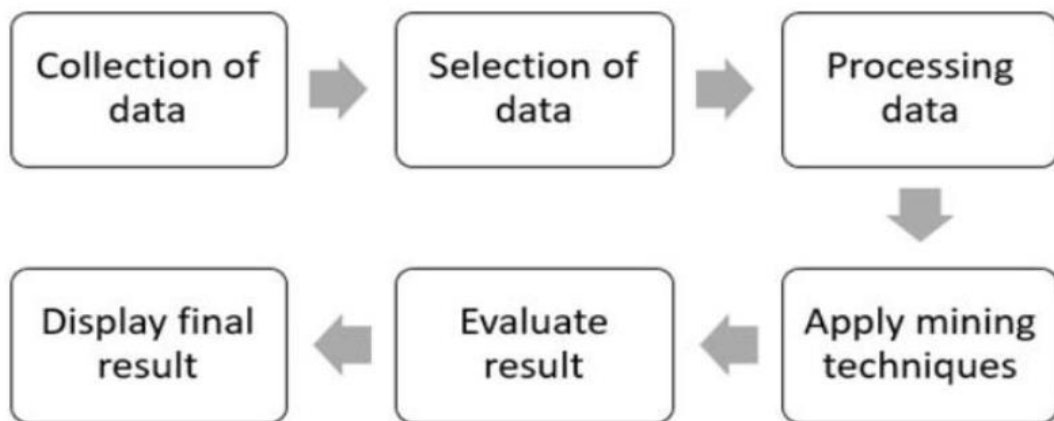 Collection of
data
Selection of
data
Processing
data
Apply mining
techniques
Evaluate
result
Display final
result